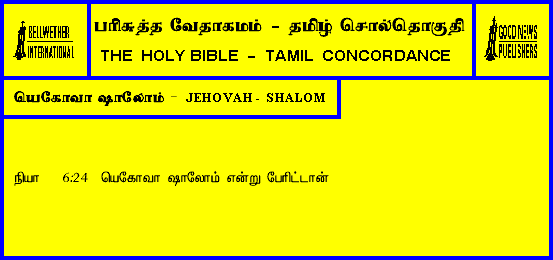 BELLWETHER
INTERNATIONAL
பரிசுத்த வேதாகமம் - தமிழ் சொல்தொகுதி
THE HOLY BIBLE - TAMIL CONCORDANCE
GOOD NEWS
PUBLISHERS
யெகோவா ஷாலோம் - JEHOVAH - SHALOM
நியா 6:24 யெகோவா ஷாலோம் என்று பேரிட்டான்